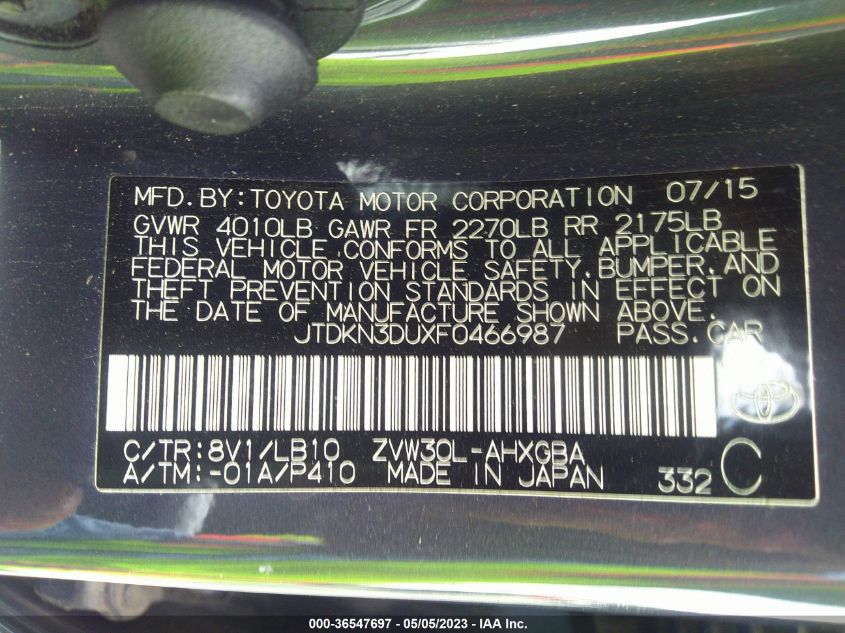 MFD.BY:TOYOTA MOTOR CORPORATION 07/15
GVWR 4010LB GAWR FR 2270LB RR 2175LB
THIS VEHICLE CONFORMS TO ALL APPLICABLE
FEDERAL MOTOR VEHICLE SAFETY,BUMPER,AND
THEFT PREVENTION STANDARDS IN EFFECT ON
THE DATE OF MANUFACTURE SHOWN ABOVE.
JTDKN3DUXF0466987 PASS.CAR
C/TR:8V1/LB10 ZVW30L-AHXGBA
A/TM:-01A/P410 MADE IN JAPAN 332 C
000-36547697 - 05/05/2023 - IAA Inc.